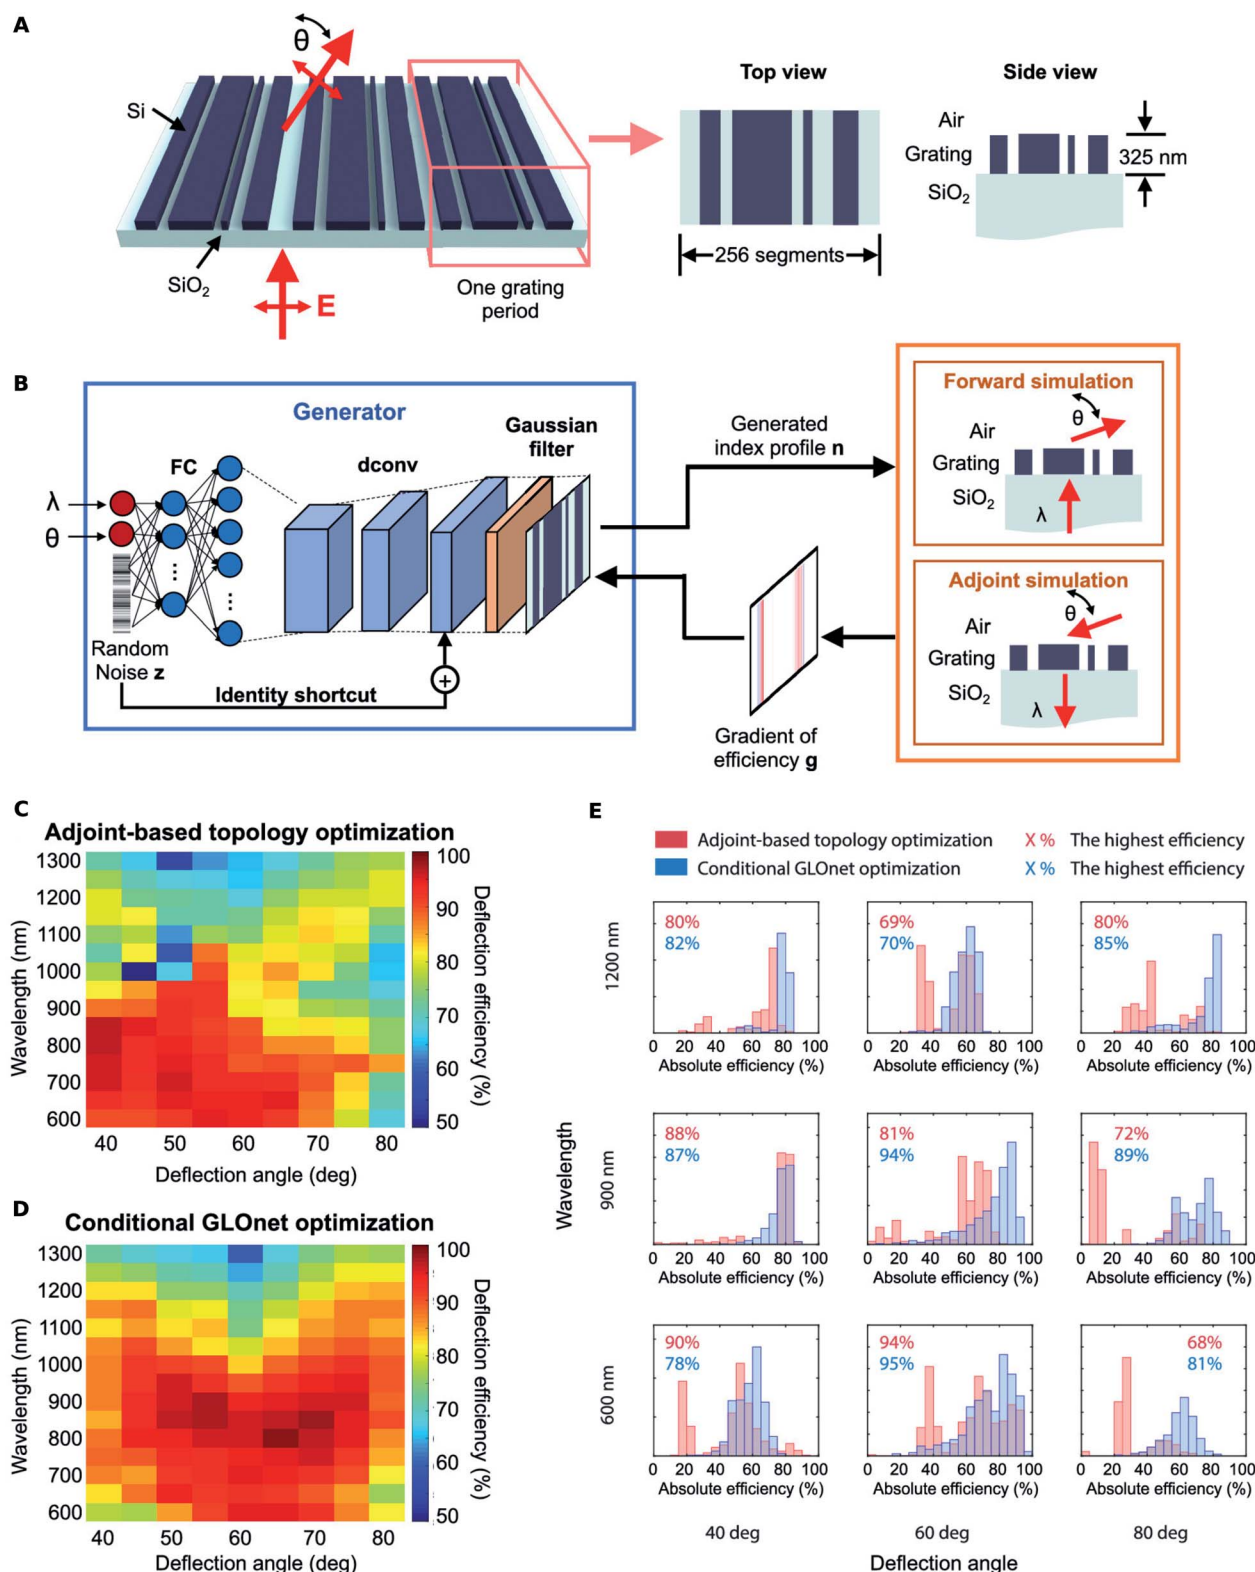 A
θ
Si
SiO2
E
One grating
period
Top view
256 segments
Side view
Air
Grating
SiO2
325 nm
B
Generator
FC
dconv
Gaussian
filter
λ
θ
Random
Noise z
Identity shortcut
+
Generated
index profile n
Gradient of
efficiency g
Forward simulation
θ
Air
Grating
SiO2
λ
Adjoint simulation
θ
Air
Grating
SiO2
λ
C
Adjoint-based topology optimization
Wavelength (nm)
1300
1200
1100
1000
900
800
700
600
40 50 60 70 80
Deflection angle (deg)
100
90
80
70
60
50
Deflection efficiency (%)
D
Conditional GLOnet optimization
Wavelength (nm)
1300
1200
1100
1000
900
800
700
600
40 50 60 70 80
Deflection angle (deg)
100
90
80
70
60
50
Deflection efficiency (%)
E
Adjoint-based topology optimization X % The highest efficiency
Conditional GLOnet optimization X % The highest efficiency
Wavelength
1200 nm
80%
82%
0 20 40 60 80 100
Absolute efficiency (%)
69%
70%
0 20 40 60 80 100
Absolute efficiency (%)
80%
85%
0 20 40 60 80 100
Absolute efficiency (%)
900 nm
88%
87%
0 20 40 60 80 100
Absolute efficiency (%)
81%
94%
0 20 40 60 80 100
Absolute efficiency (%)
72%
89%
0 20 40 60 80 100
Absolute efficiency (%)
600 nm
90%
78%
0 20 40 60 80 100
Absolute efficiency (%)
94%
95%
0 20 40 60 80 100
Absolute efficiency (%)
68%
81%
0 20 40 60 80 100
Absolute efficiency (%)
40 deg 60 deg 80 deg
Deflection angle